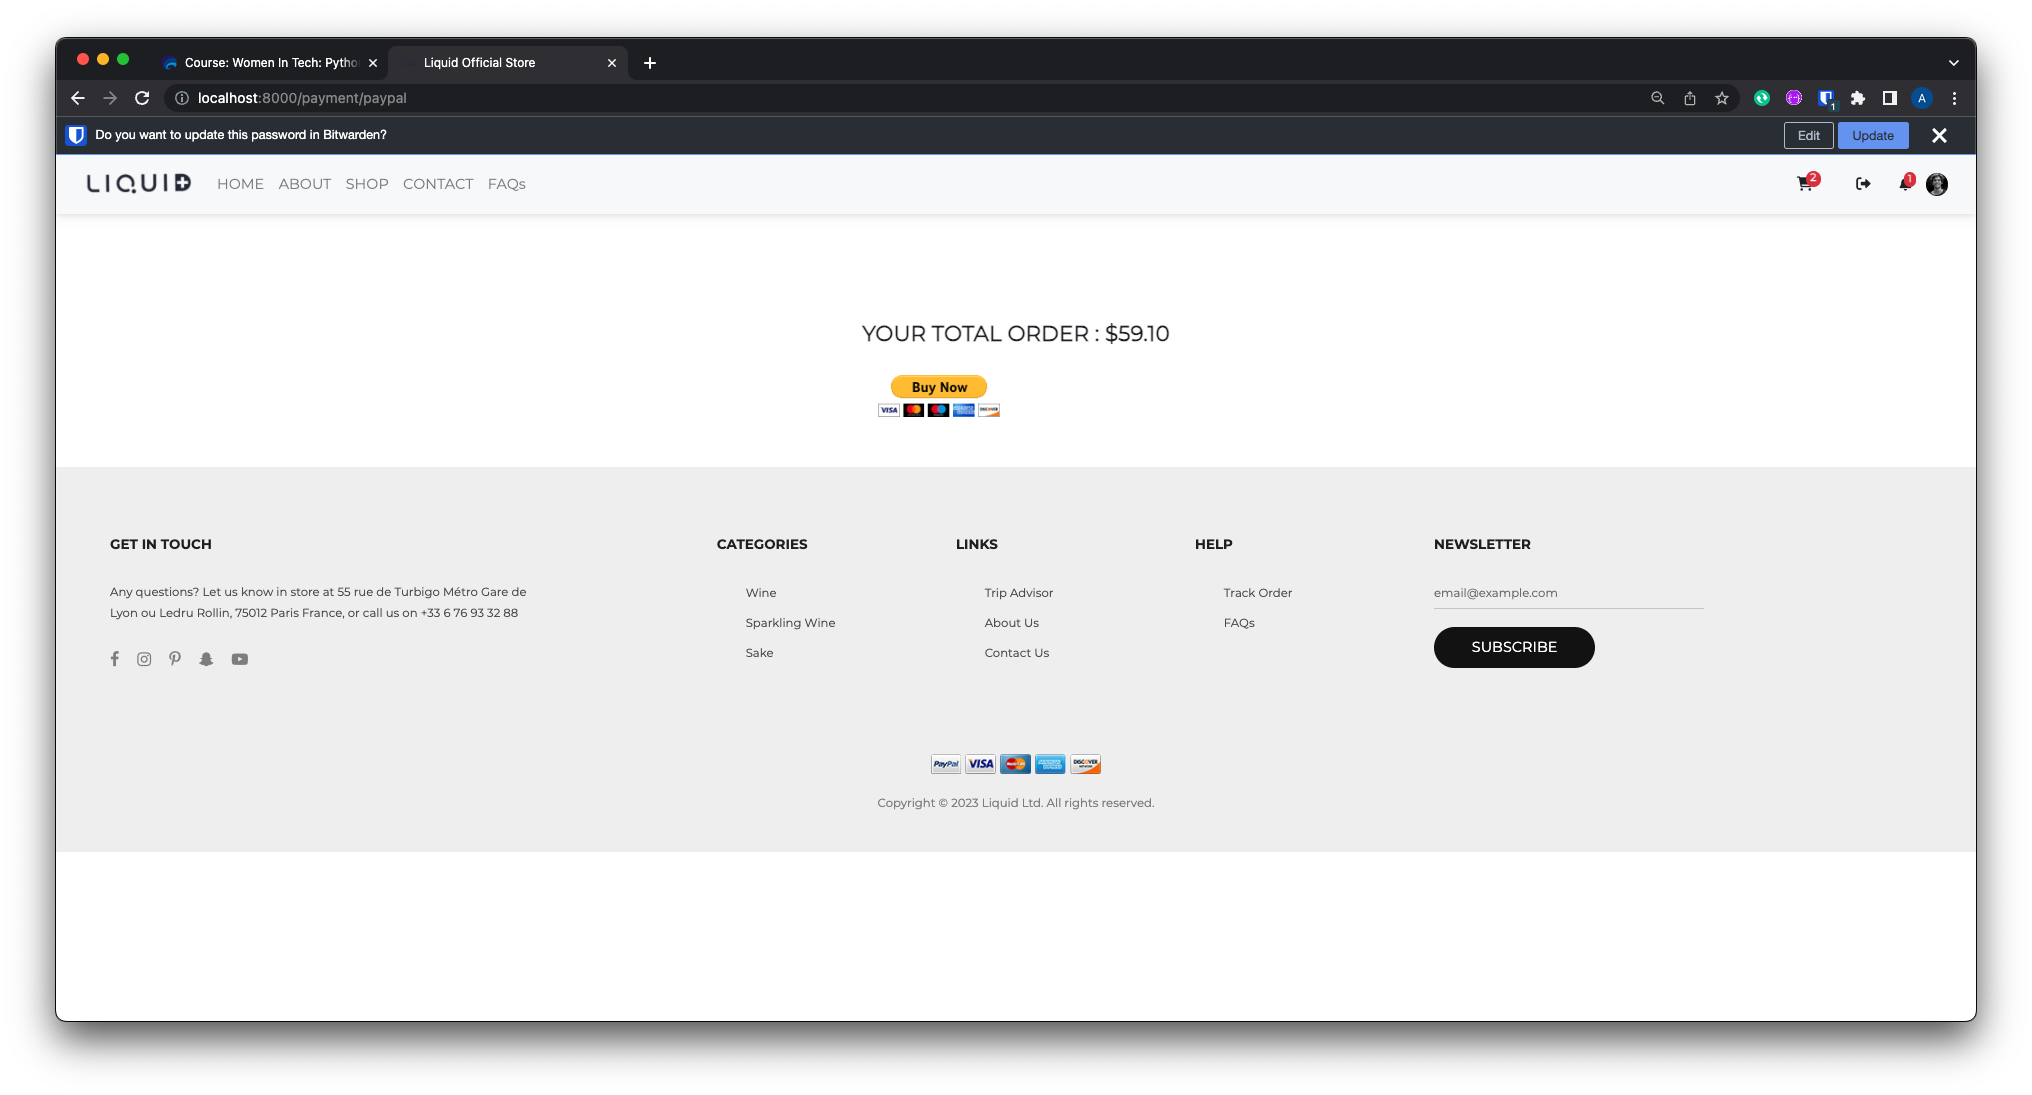 Course: Women In Tech: Pytho
Liquid Official Store
localhost:8000/payment/paypal
A
1
Do you want to update this password in Bitwarden?
Edit
Update
LIQUID
HOME
ABOUT
SHOP
CONTACT
FAQs
2
1
YOUR TOTAL ORDER : $59.10
Buy Now
VISA
DISCOVER
GET IN TOUCH
Any questions? Let us know in store at 55 rue de Turbigo Métro Gare de
Lyon ou Ledru Rollin, 75012 Paris France, or call us on +33 6 76 93 32 88
CATEGORIES
Wine
Sparkling Wine
Sake
LINKS
Trip Advisor
About Us
Contact Us
HELP
Track Order
FAQs
NEWSLETTER
email@example.com
SUBSCRIBE
PayPal
VISA
MasterCard
DISCOVER
Copyright © 2023 Liquid Ltd. All rights reserved.